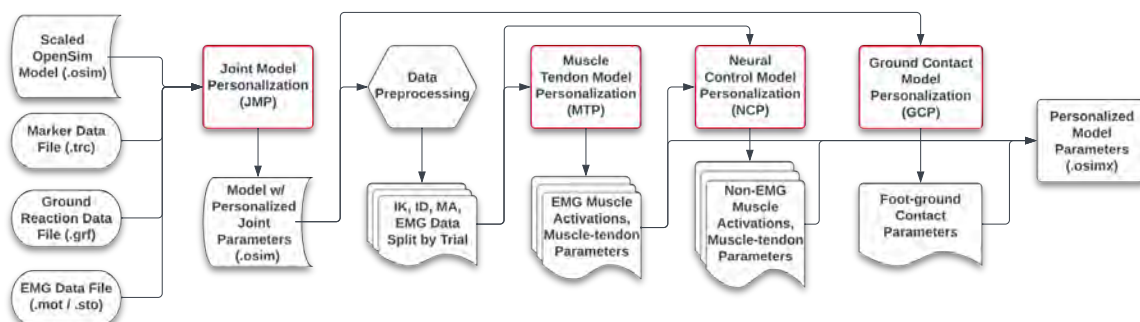 Scaled
OpenSim
Model (.osim)
Marker Data
File (.trc)
Ground
Reaction Data
File (.grf)
EMG Data File
(.mot / .sto)
Joint Model
Personalization
(JMP)
Model w/
Personalized
Joint
Parameters
(.osim)
Data
Preprocessing
IK, ID, MA,
EMG Data
Split by Trial
Muscle
Tendon Model
Personalization
(MTP)
EMG Muscle
Activations,
Muscle-tendon
Parameters
Neural
Control Model
Personalization
(NCP)
Non-EMG
Muscle
Activations,
Muscle-tendon
Parameters
Ground Contact
Model
Personalization
(GCP)
Foot-ground
Contact
Parameters
Personalized
Model
Parameters
(.osimx)